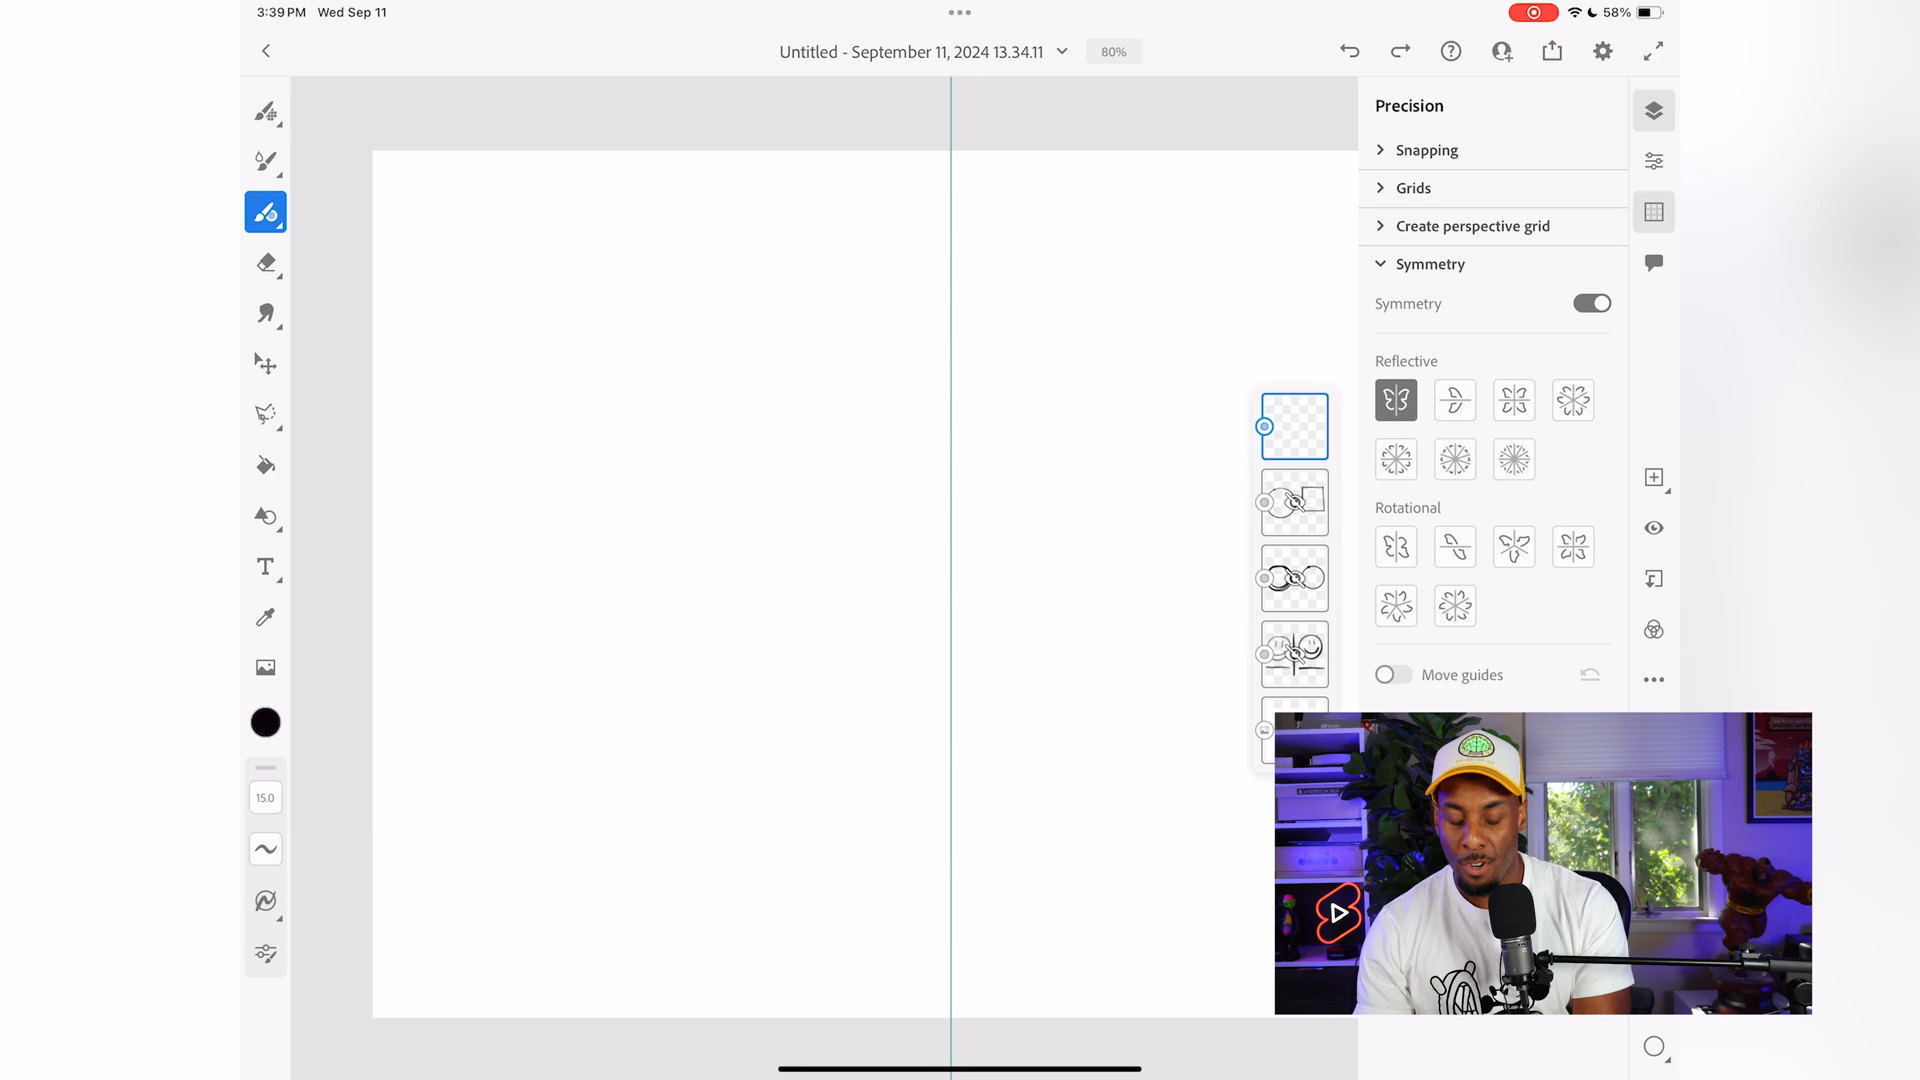 3:39 PM Wed Sep 11
58%
Untitled - September 11, 2024 13.34.11
80%
Precision
Snapping
Grids
Create perspective grid
Symmetry
Symmetry
Reflective
Rotational
Move guides
15.0